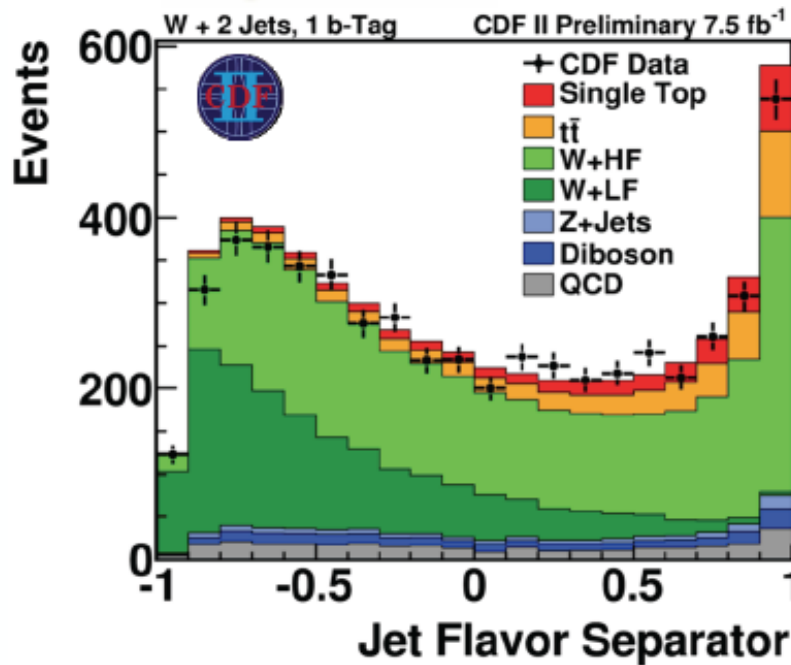 W + 2 Jets, 1 b-Tag CDF II Preliminary 7.5 fb⁻¹
600
Events
CDF
II
CDF Data
Single Top
tt̄
W+HF
W+LF
Z+Jets
Diboson
QCD
400
200
0
-1 -0.5 0 0.5 1
Jet Flavor Separator